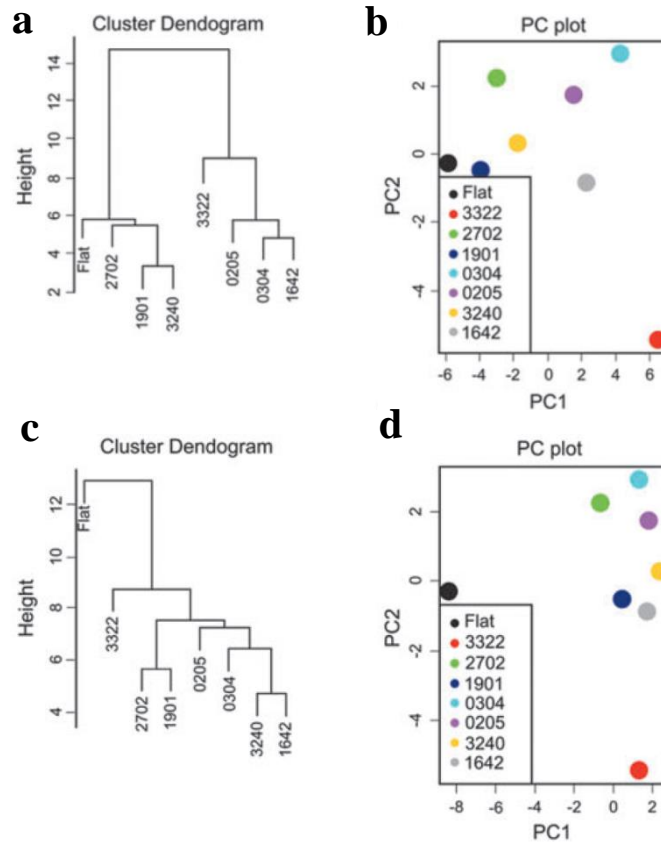 a
Cluster Dendogram
Height
14
12
10
8
6
4
2
Flat
2702
1901
3240
3322
0205
0304
1642
b
PC plot
PC2
2
0
-2
-4
Flat
3322
2702
1901
0304
0205
3240
1642
-6 -4 -2 0 2 4 6
PC1
c
Cluster Dendogram
Height
12
10
8
6
4
Flat
3322
2702
1901
0205
0304
3240
1642
d
PC plot
PC2
2
0
-2
-4
Flat
3322
2702
1901
0304
0205
3240
1642
-8 -6 -4 -2 0 2
PC1